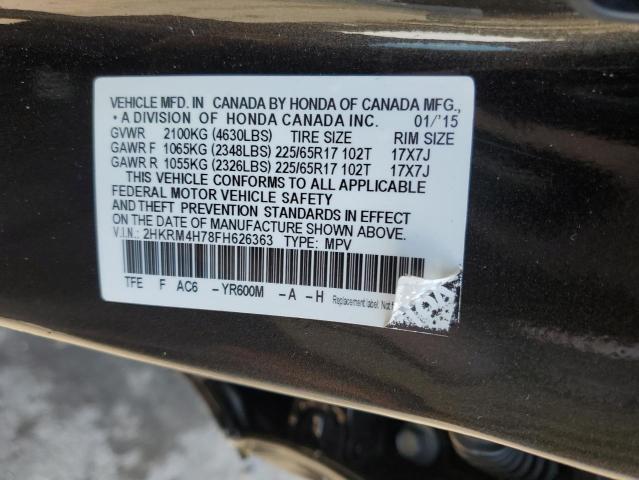 VEHICLE MFD. IN CANADA BY HONDA OF CANADA MFG.,
• A DIVISION OF HONDA CANADA INC. 01/'15
GVWR 2100KG (4630LBS) TIRE SIZE RIM SIZE
GAWR F 1065KG (2348LBS) 225/65R17 102T 17X7J
GAWR R 1055KG (2326LBS) 225/65R17 102T 17X7J
THIS VEHICLE CONFORMS TO ALL APPLICABLE
FEDERAL MOTOR VEHICLE SAFETY
AND THEFT PREVENTION STANDARDS IN EFFECT
ON THE DATE OF MANUFACTURE SHOWN ABOVE.
V.I.N.: 2HKRM4H78FH626363 TYPE: MPV
TFE F AC6 -YR600M -A -H Replacement label. Not